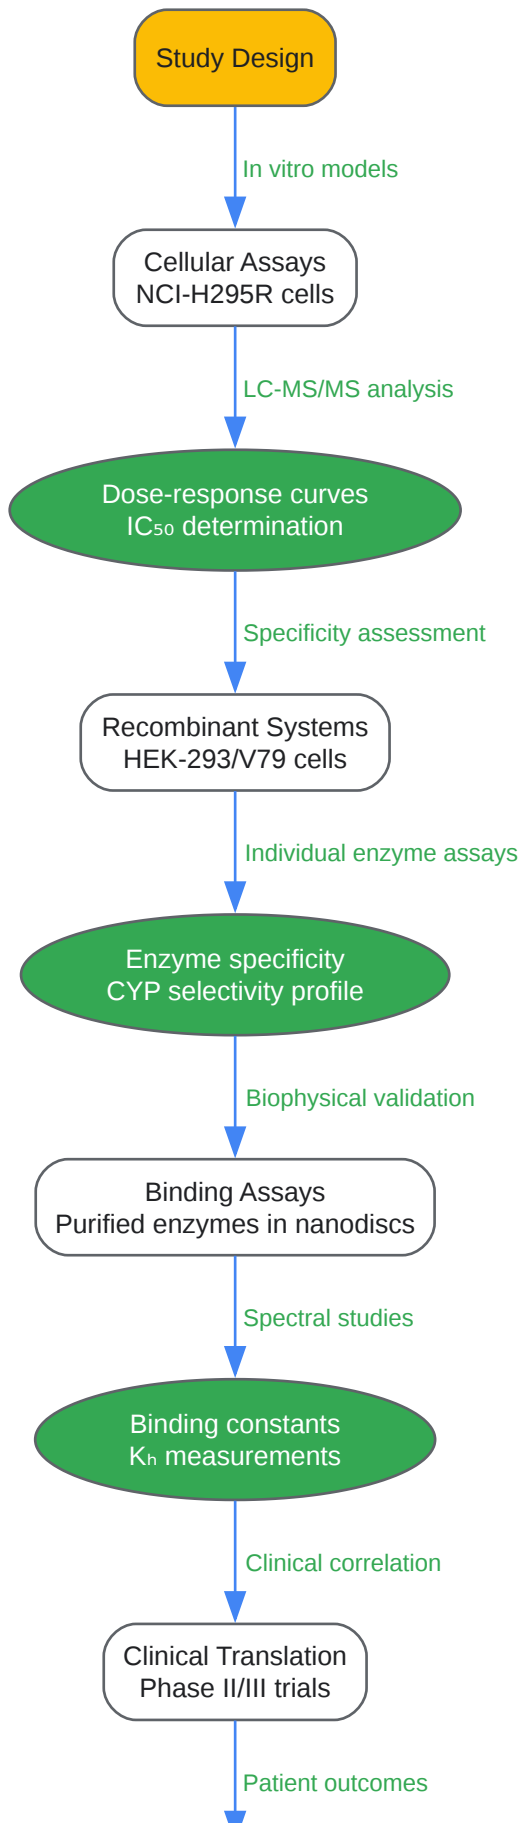 Study Design
In vitro models
Cellular Assays
NCI-H295R cells
LC-MS/MS analysis
Dose-response curves
IC₅₀ determination
Specificity assessment
Recombinant Systems
HEK-293/V79 cells
Individual enzyme assays
Enzyme specificity
CYP selectivity profile
Biophysical validation
Binding Assays
Purified enzymes in nanodiscs
Spectral studies
Binding constants
Kₕ measurements
Clinical correlation
Clinical Translation
Phase II/III trials
Patient outcomes